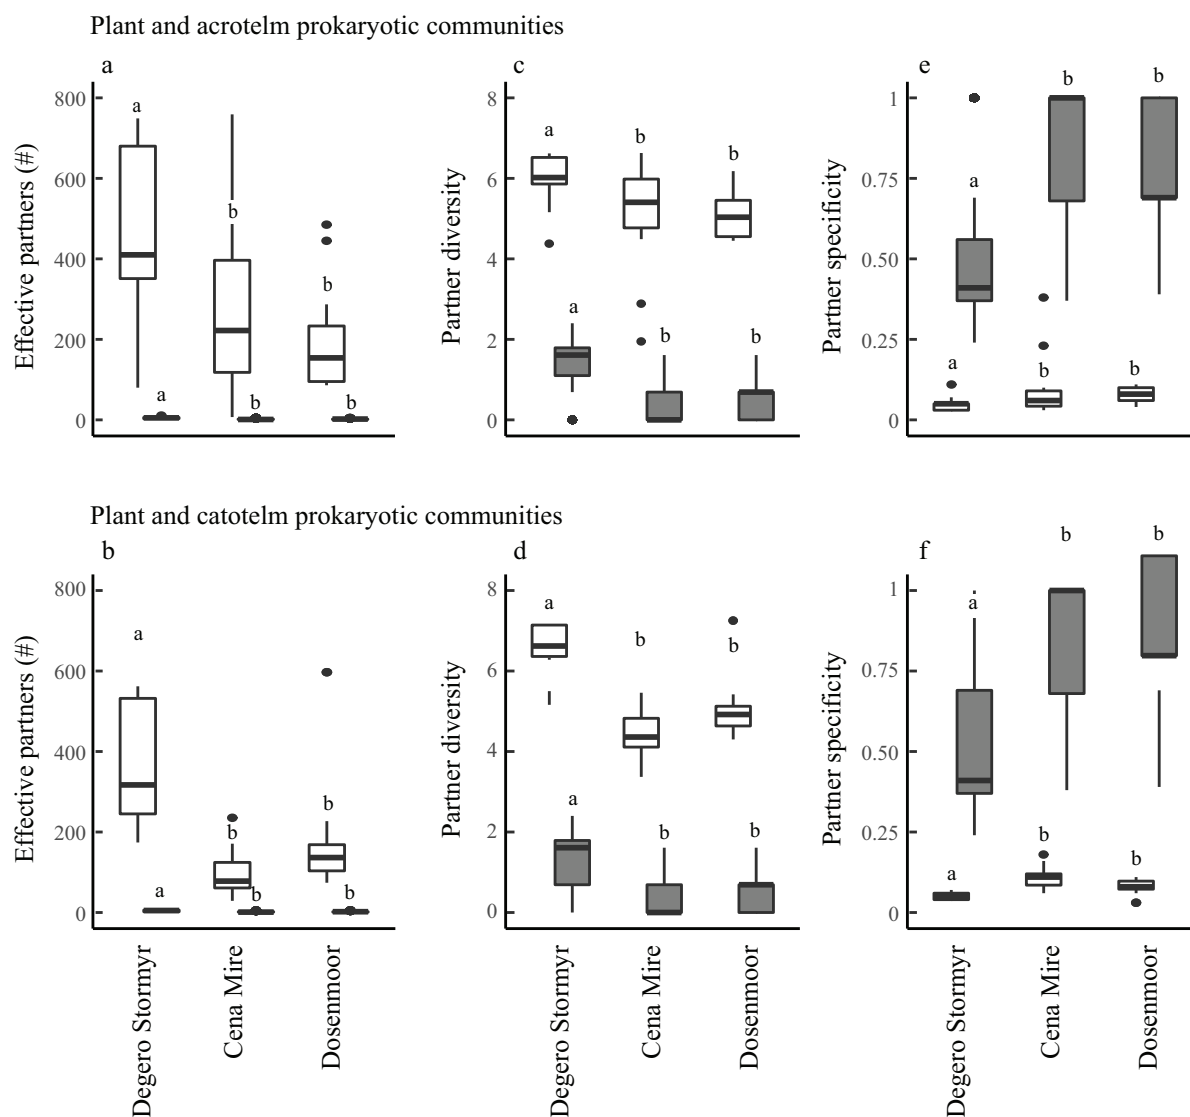 Plant and acrotelm prokaryotic communities
a
Effective partners (#)
800
600
400
200
0
a
b
b
a
b
b
c
Partner diversity
8
6
4
2
0
a
b
b
a
b
b
e
Partner specificity
1
0.75
0.50
0.25
0
b
b
a
a
b
b
Plant and catotelm prokaryotic communities
b
Effective partners (#)
800
600
400
200
0
a
b
b
a
b
b
Degero Stormyr
Cena Mire
Dosenmoor
d
Partner diversity
8
6
4
2
0
a
b
b
a
b
b
Degero Stormyr
Cena Mire
Dosenmoor
f
Partner specificity
1
0.75
0.50
0.25
0
b
b
a
b
b
a
Degero Stormyr
Cena Mire
Dosenmoor